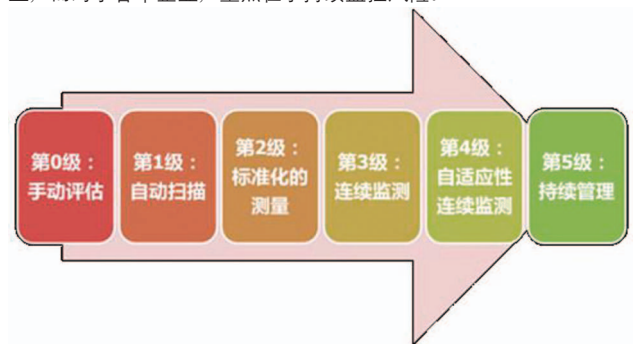 第0级：
手动评估
第1级：
自动扫描
第2级：
标准化的
测量
第3级：
连续监测
第4级：
自适应性
连续监测
第5级：
持续管理